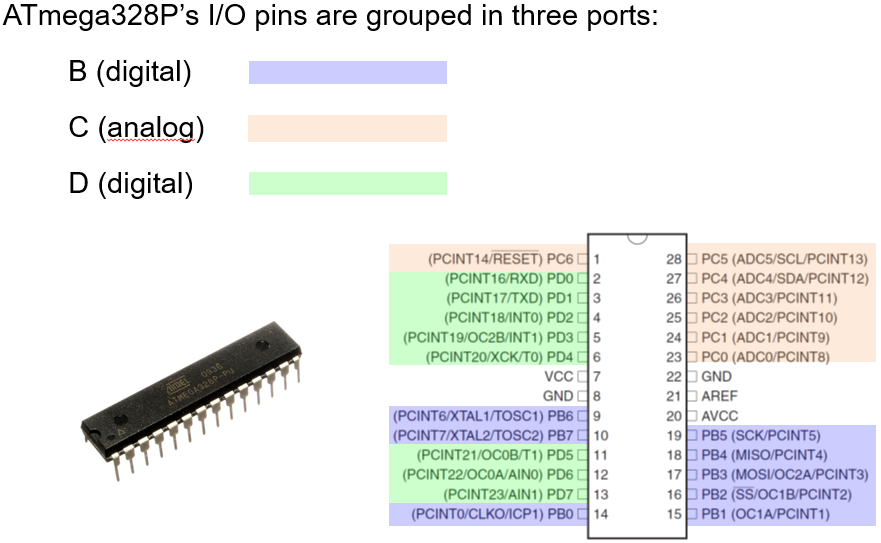 ATmega328P's I/O pins are grouped in three ports:
B (digital)
C (analog)
D (digital)
0936
ATMEL
ATMEGA328P-PU
(PCINT14/RESET) PC6 1 28 PC5 (ADC5/SCL/PCINT13)
(PCINT16/RXD) PD0 2 27 PC4 (ADC4/SDA/PCINT12)
(PCINT17/TXD) PD1 3 26 PC3 (ADC3/PCINT11)
(PCINT18/INT0) PD2 4 25 PC2 (ADC2/PCINT10)
(PCINT19/OC2B/INT1) PD3 5 24 PC1 (ADC1/PCINT9)
(PCINT20/XCK/T0) PD4 6 23 PC0 (ADC0/PCINT8)
VCC 7 22 GND
GND 8 21 AREF
(PCINT6/XTAL1/TOSC1) PB6 9 20 AVCC
(PCINT7/XTAL2/TOSC2) PB7 10 19 PB5 (SCK/PCINT5)
(PCINT21/OC0B/T1) PD5 11 18 PB4 (MISO/PCINT4)
(PCINT22/OC0A/AIN0) PD6 12 17 PB3 (MOSI/OC2A/PCINT3)
(PCINT23/AIN1) PD7 13 16 PB2 (SS/OC1B/PCINT2)
(PCINT0/CLKO/ICP1) PB0 14 15 PB1 (OC1A/PCINT1)